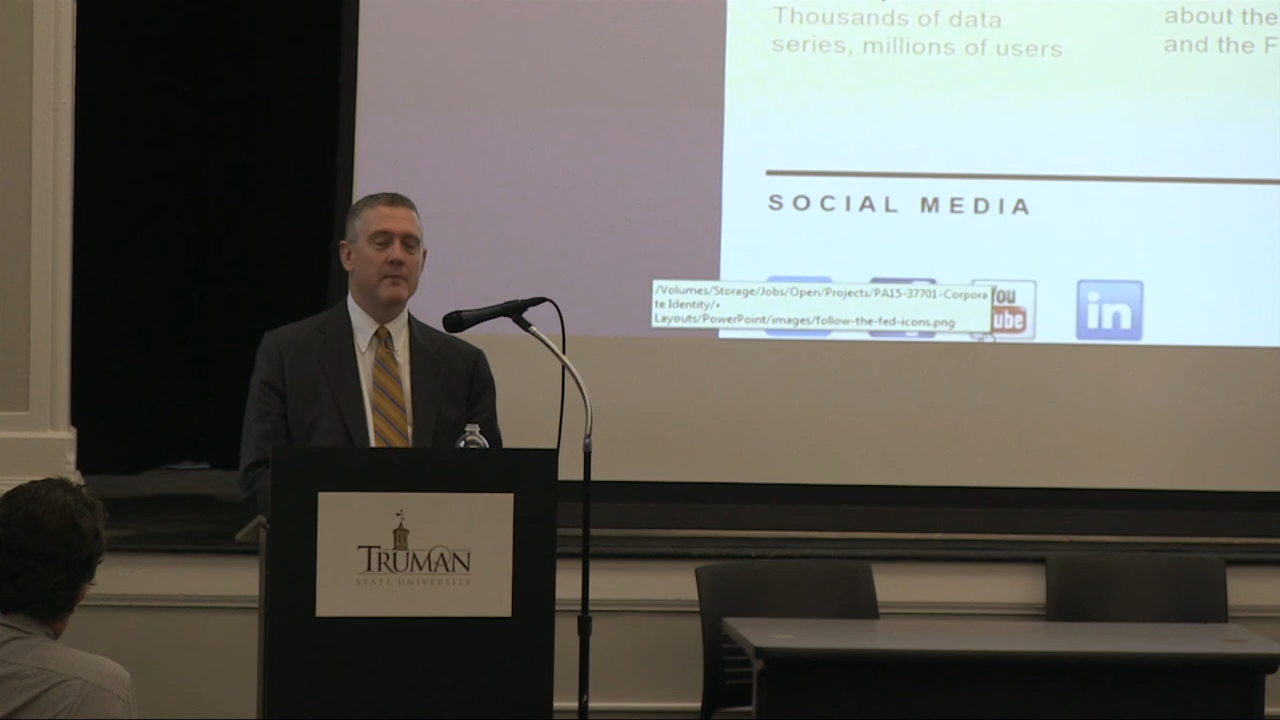 Thousands of data
series, millions of users
about the
and the F
SOCIAL MEDIA
/Volumes/Storage/Jobs/Open/Projects/PA15-37701-Corpora
te Identity/•
Layouts/PowerPoint/images/follow-the-fed-icons.png
You
ube
in
TRUMAN
STATE UNIVERSITY